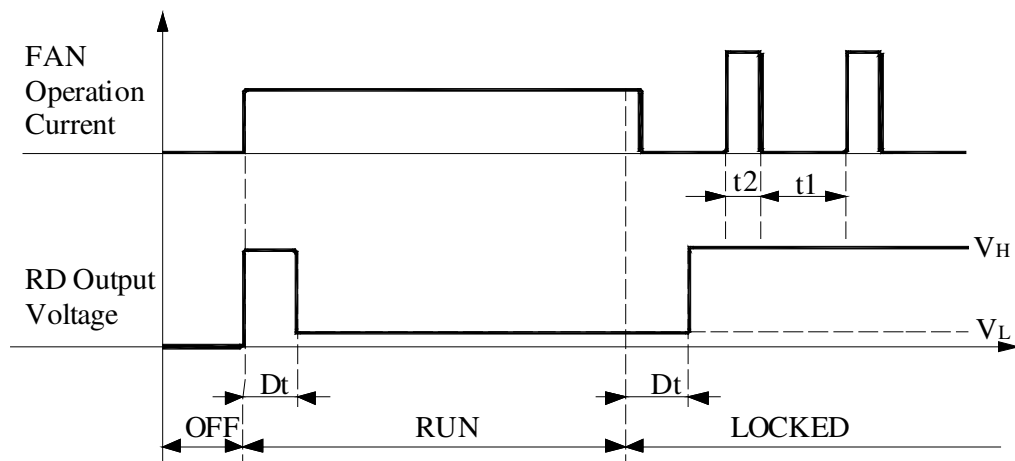 FAN
Operation
Current
t2
t1
VH
RD Output
Voltage
VL
Dt
Dt
OFF
RUN
LOCKED